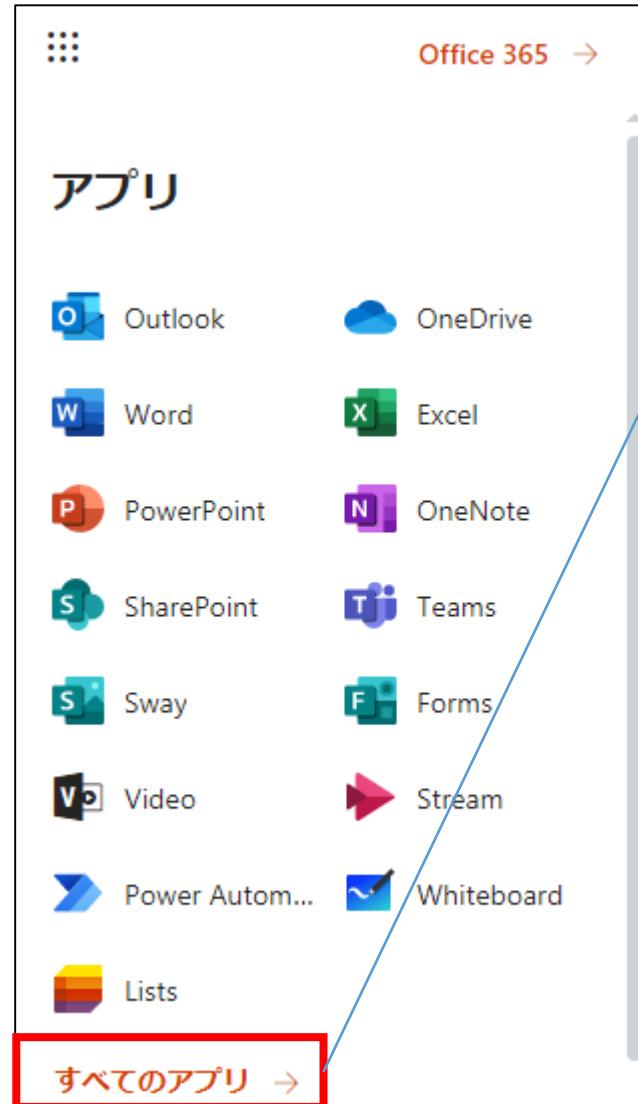 Office 365 →
アプリ
Outlook OneDrive
Word Excel
PowerPoint OneNote
SharePoint Teams
Sway Forms
Video Stream
Power Autom... Whiteboard
Lists
すべてのアプリ →